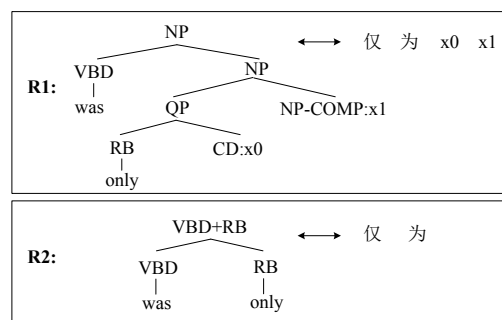 NP
↔ 仅 为 x0 x1
VBD NP
R1:
was QP NP-COMP:x1
RB CD:x0
only
VBD+RB ↔ 仅 为
R2: VBD RB
was only